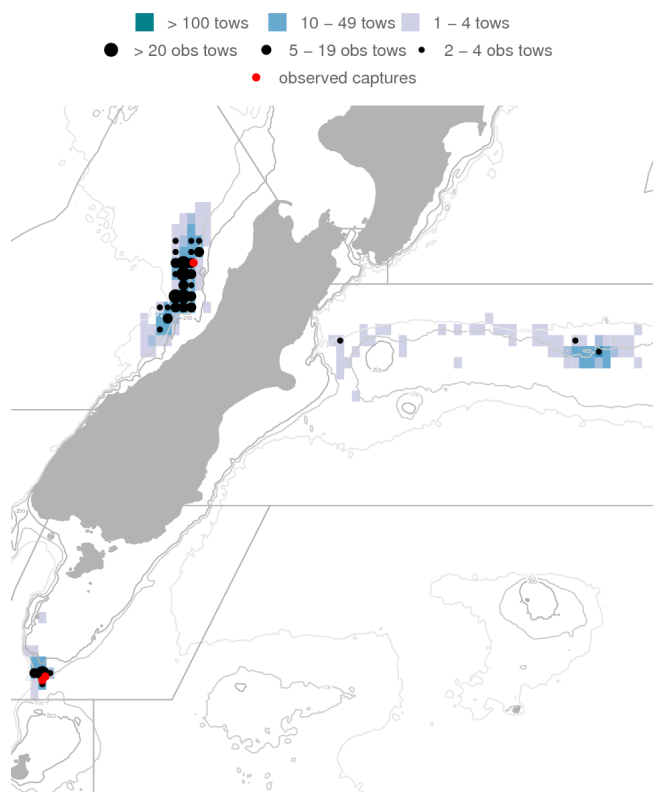 > 100 tows 10 – 49 tows 1 – 4 tows
> 20 obs tows 5 – 19 obs tows 2 – 4 obs tows
observed captures